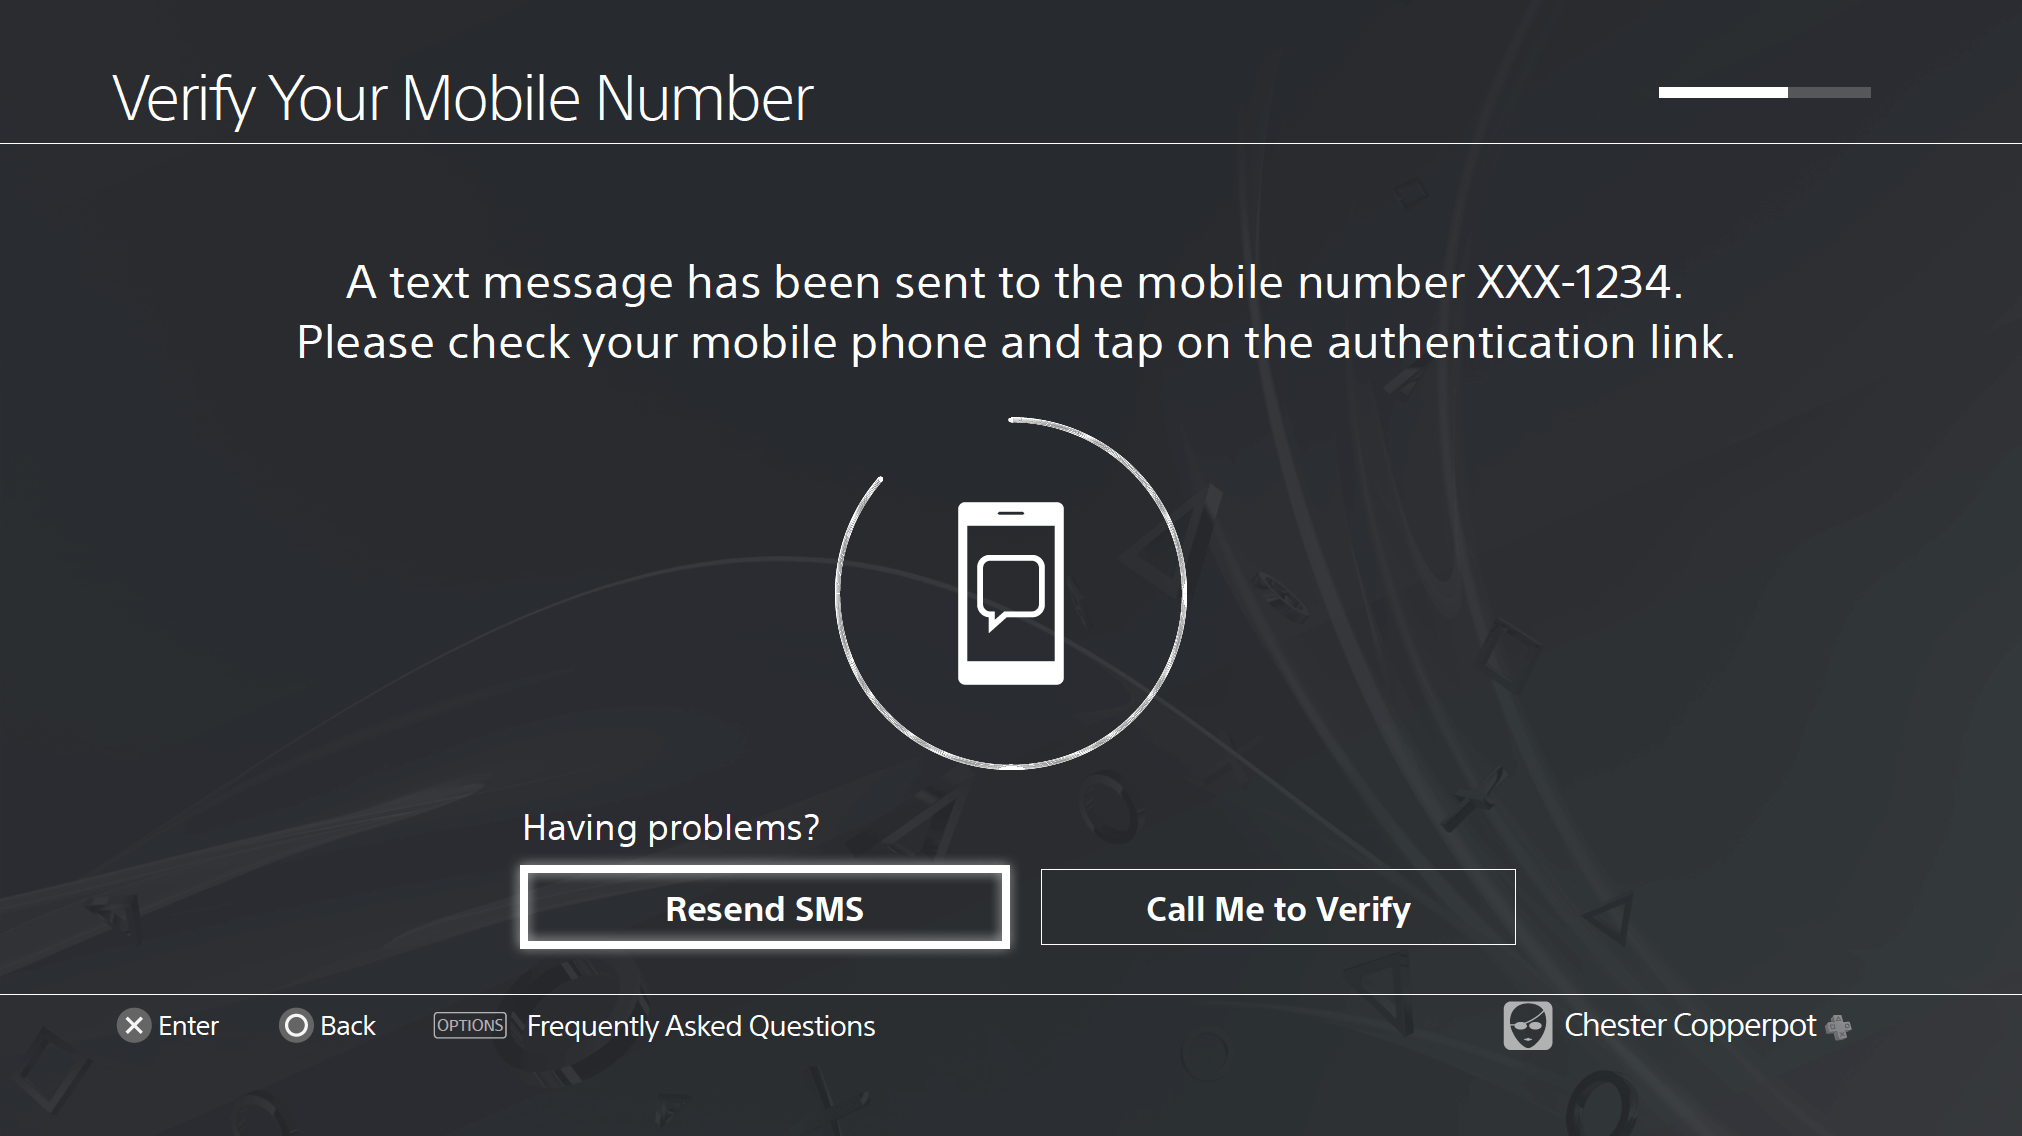 Verify Your Mobile Number
A text message has been sent to the mobile number XXX-1234.
Please check your mobile phone and tap on the authentication link.
Having problems?
Resend SMS
Call Me to Verify
Enter
Back
OPTIONS Frequently Asked Questions
Chester Copperpot